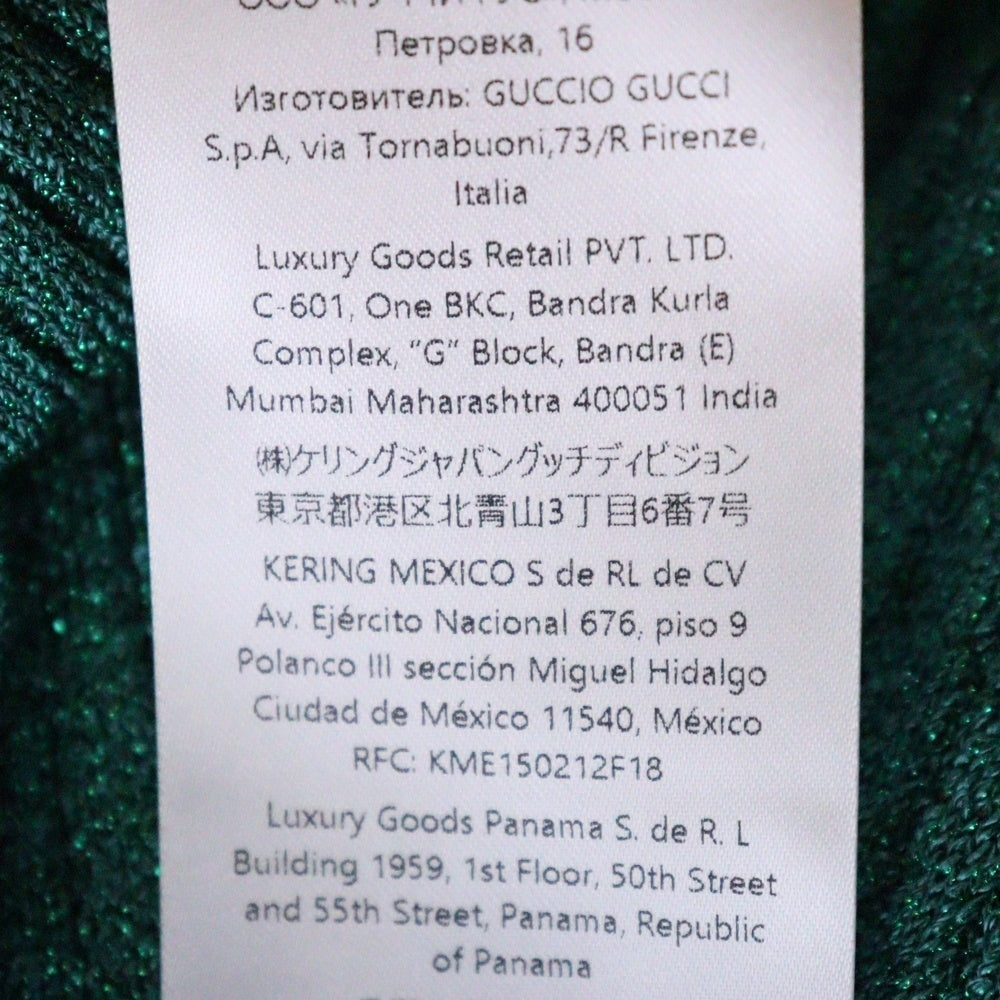 Петровка, 16
Изготовитель: GUCCIO GUCCI
S.p.A, via Tornabuoni,73/R Firenze,
Italia
Luxury Goods Retail PVT. LTD.
C-601, One BKC, Bandra Kurla
Complex, "G" Block, Bandra (E)
Mumbai Maharashtra 400051 India
㈱ケリングジャパングッチディビジョン
東京都港区北青山3丁目6番7号
KERING MEXICO S de RL de CV
Av. Ejército Nacional 676, piso 9
Polanco III sección Miguel Hidalgo
Ciudad de México 11540, México
RFC: KME150212F18
Luxury Goods Panama S. de R. L
Building 1959, 1st Floor, 50th Street
and 55th Street, Panama, Republic
of Panama